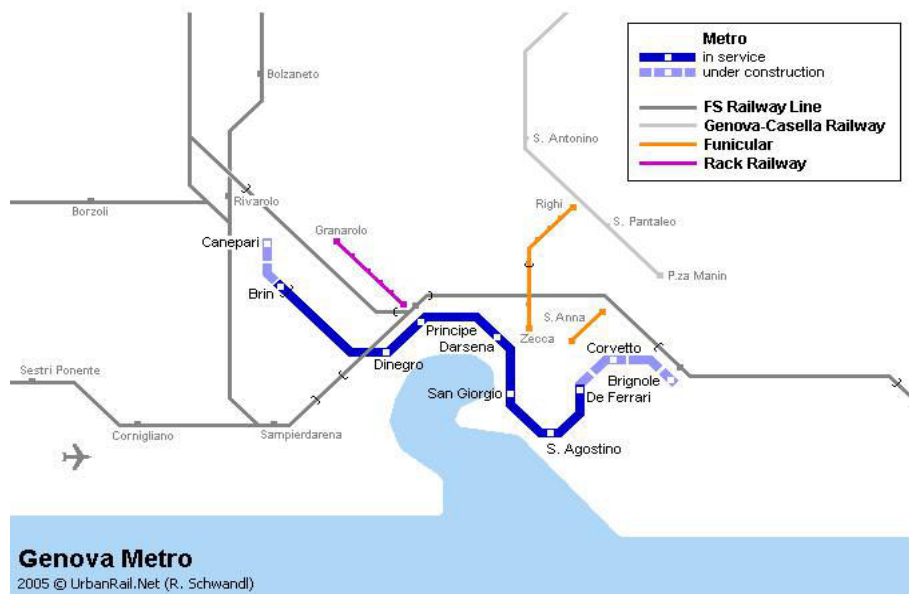 Metro
in service
under construction
FS Railway Line
Genova-Casella Railway
Funicular
Rack Railway
Bolzaneto
S. Antonino
Rivarolo
Borzoli
Righi
Granarolo
S. Pantaleo
Canepari
P.za Manin
Brin
S.Anna
Principe
Darsena
Zecca
Corvetto
Dinegro
Sestri Ponente
Brignole
San Giorgio
De Ferrari
Cornigliano
Sampierdarena
S. Agostino
Genova Metro
2005 © UrbanRail.Net (R. Schwandl)